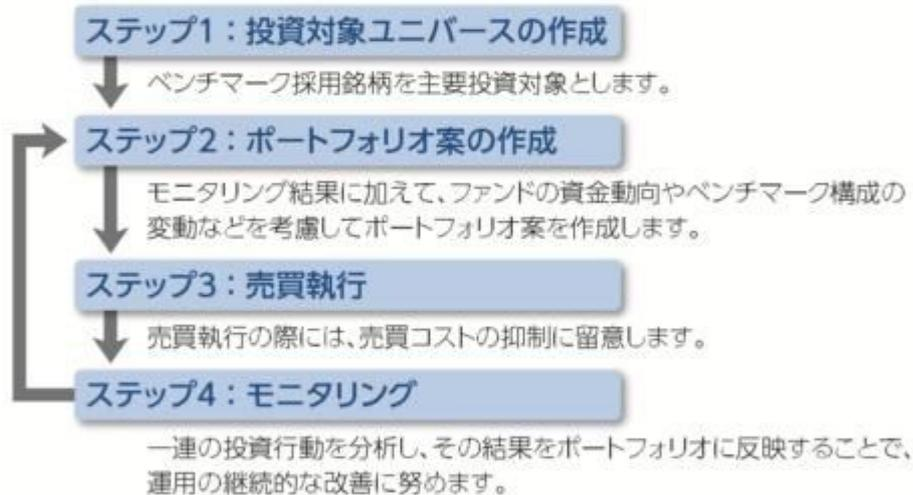 ステップ1：投資対象ユニバースの作成
ベンチマーク採用銘柄を主要投資対象とします。
ステップ2：ポートフォリオ案の作成
モニタリング結果に加えて、ファンドの資金動向やベンチマーク構成の
変動などを考慮してポートフォリオ案を作成します。
ステップ3：売買執行
売買執行の際には、売買コストの抑制に留意します。
ステップ4：モニタリング
一連の投資行動を分析し、その結果をポートフォリオに反映することで、
運用の継続的な改善に努めます。